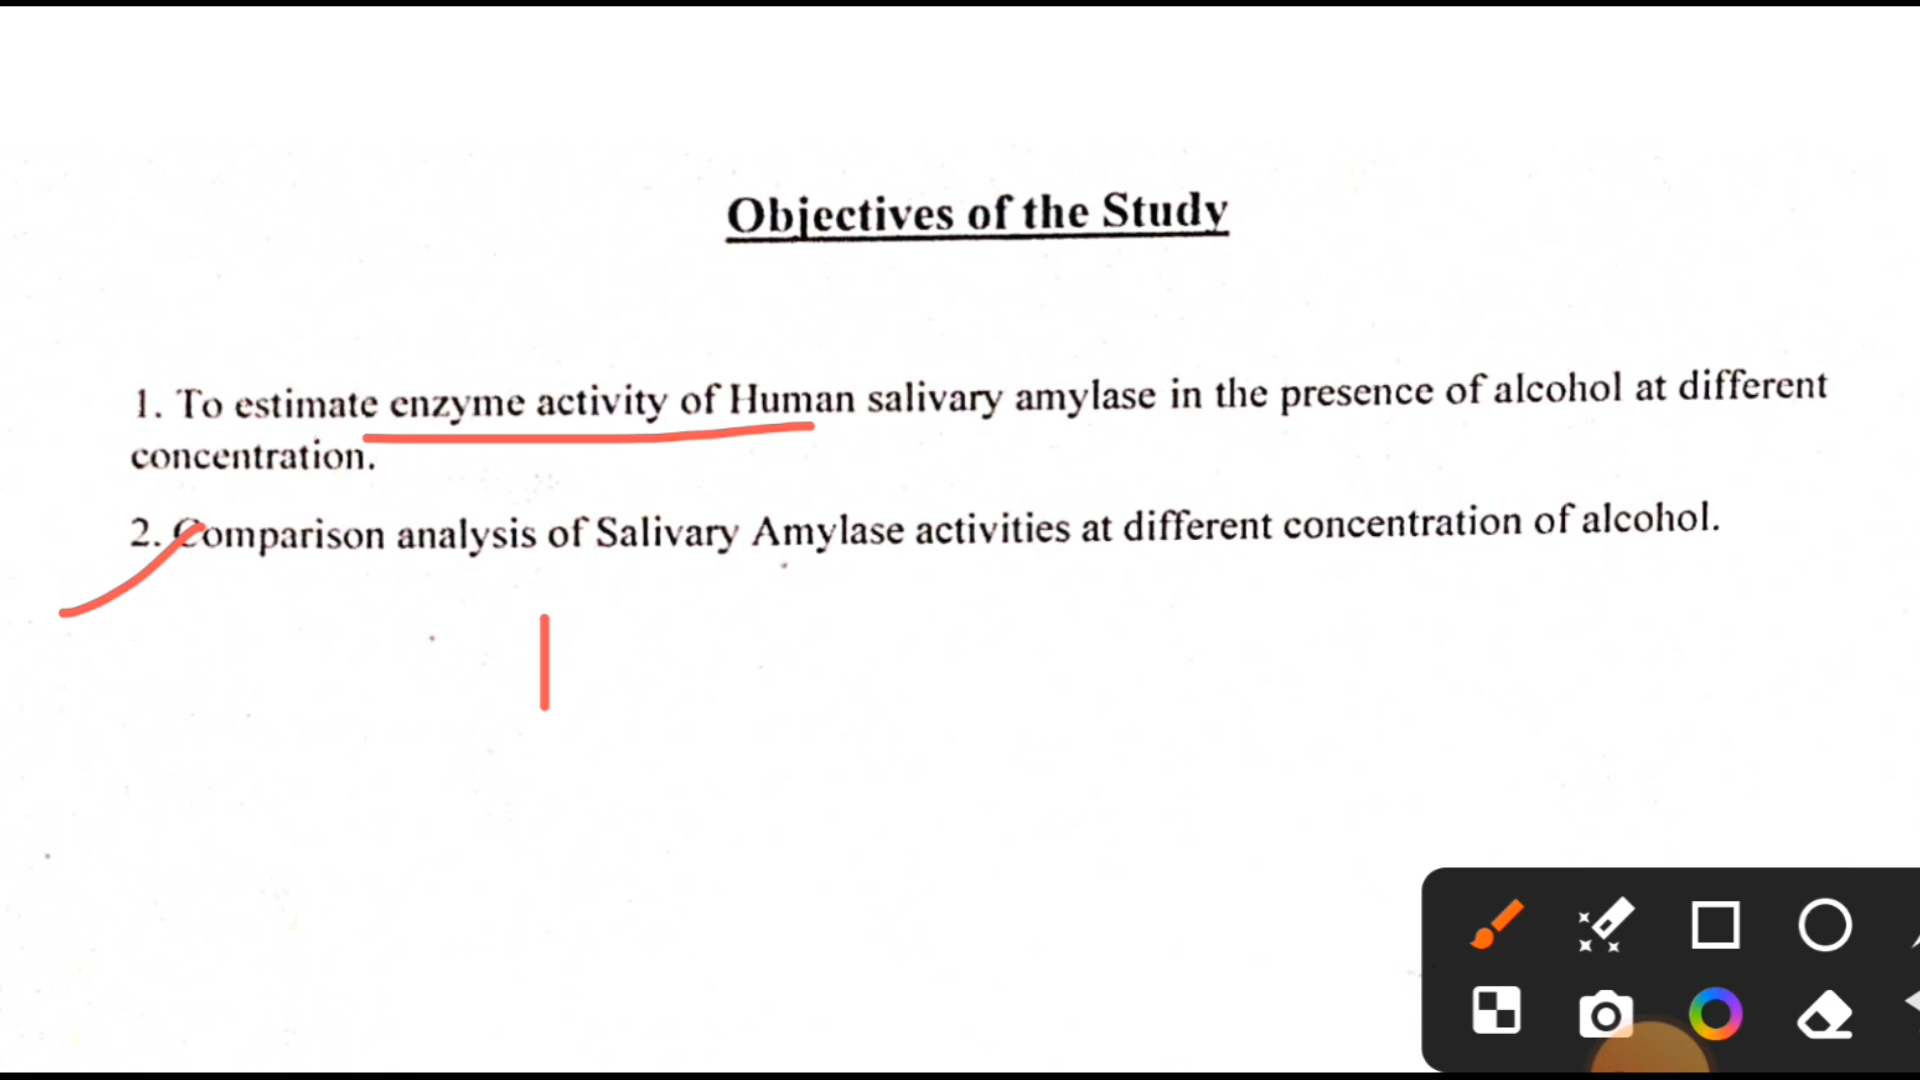 Objectives of the Study
1. To estimate enzyme activity of Human salivary amylase in the presence of alcohol at different
concentration.
2. Comparison analysis of Salivary Amylase activities at different concentration of alcohol.